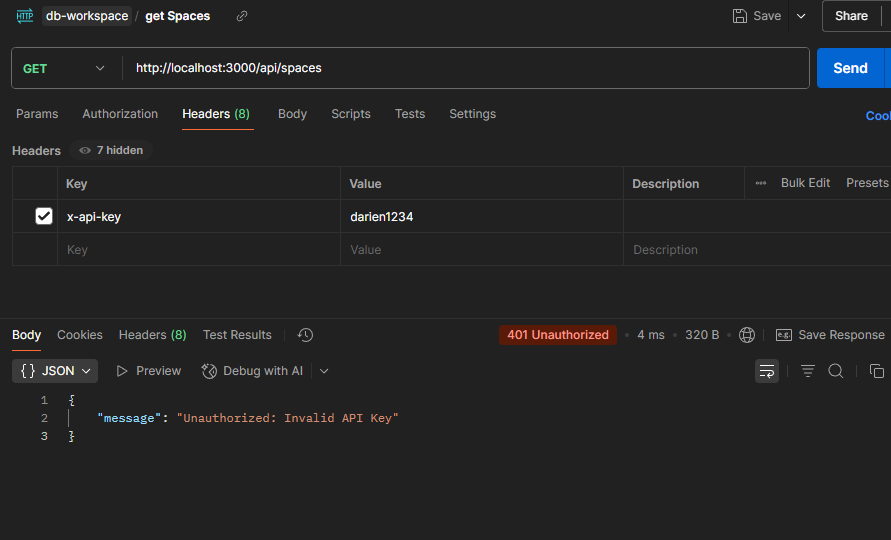 HTTP db-workspace / get Spaces Save Share
GET http://localhost:3000/api/spaces Send
Params Authorization Headers (8) Body Scripts Tests Settings
Headers 7 hidden
Key Value Description ••• Bulk Edit Presets
x-api-key darien1234
Key Value Description
Body Cookies Headers (8) Test Results 401 Unauthorized • 4 ms • 320 B • e.g. Save Response
{} JSON Preview Debug with AI
1 {
2 "message": "Unauthorized: Invalid API Key"
3 }